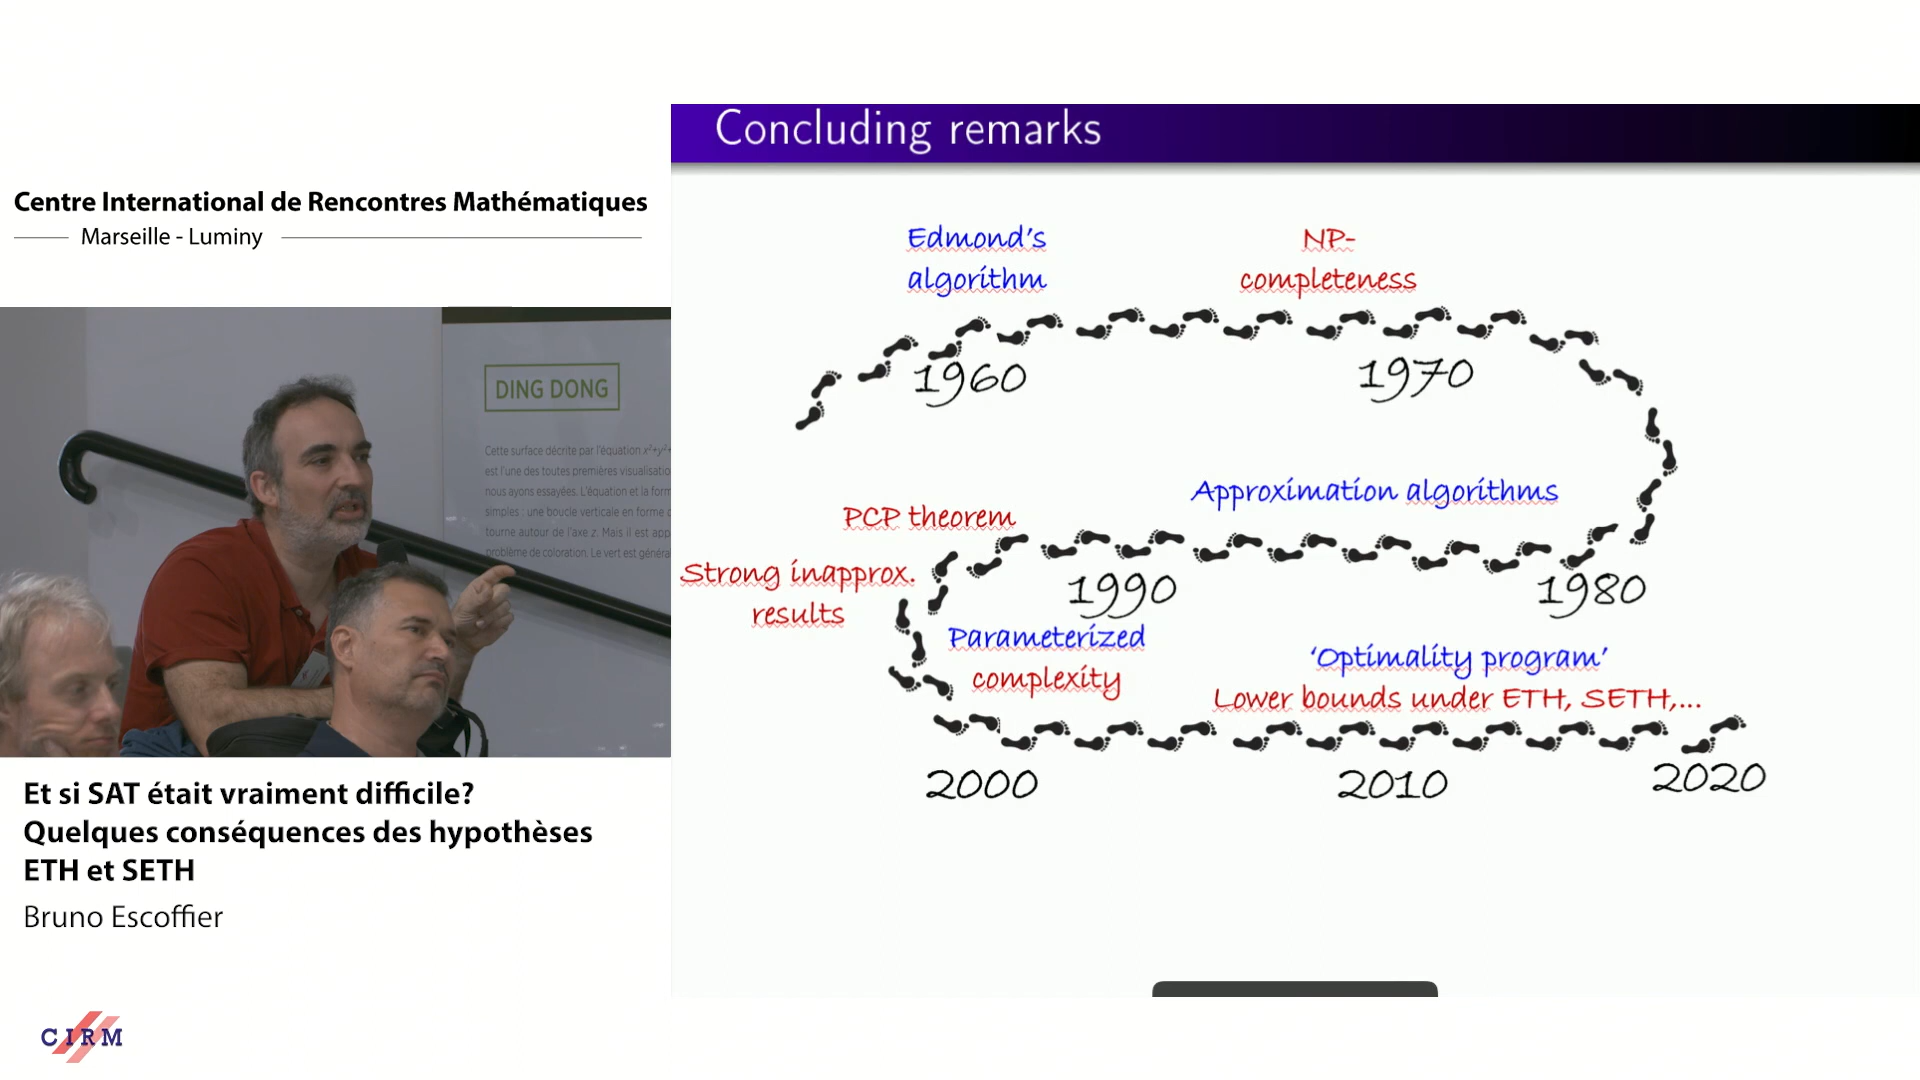 Centre International de Rencontres Mathématiques
Marseille - Luminy
DING DONG
Cette surface décrite par l'équation x²+y²+
est l'une des toutes premières visualisatio
nous ayons essayées. L'équation et la form
simples : une boucle verticale en forme d
tourne autour de l'axe z. Mais il est app
problème de coloration. Le vert est généra
Et si SAT était vraiment difficile?
Quelques conséquences des hypothèses
ETH et SETH
Bruno Escoffier
CIRM
Concluding remarks
Edmond's
algorithm
NP-
completeness
1960
1970
Approximation algorithms
PCP theorem
Strong inapprox.
results
1990
1980
Parameterized
complexity
'Optimality program'
Lower bounds under ETH, SETH,...
2000
2010
2020